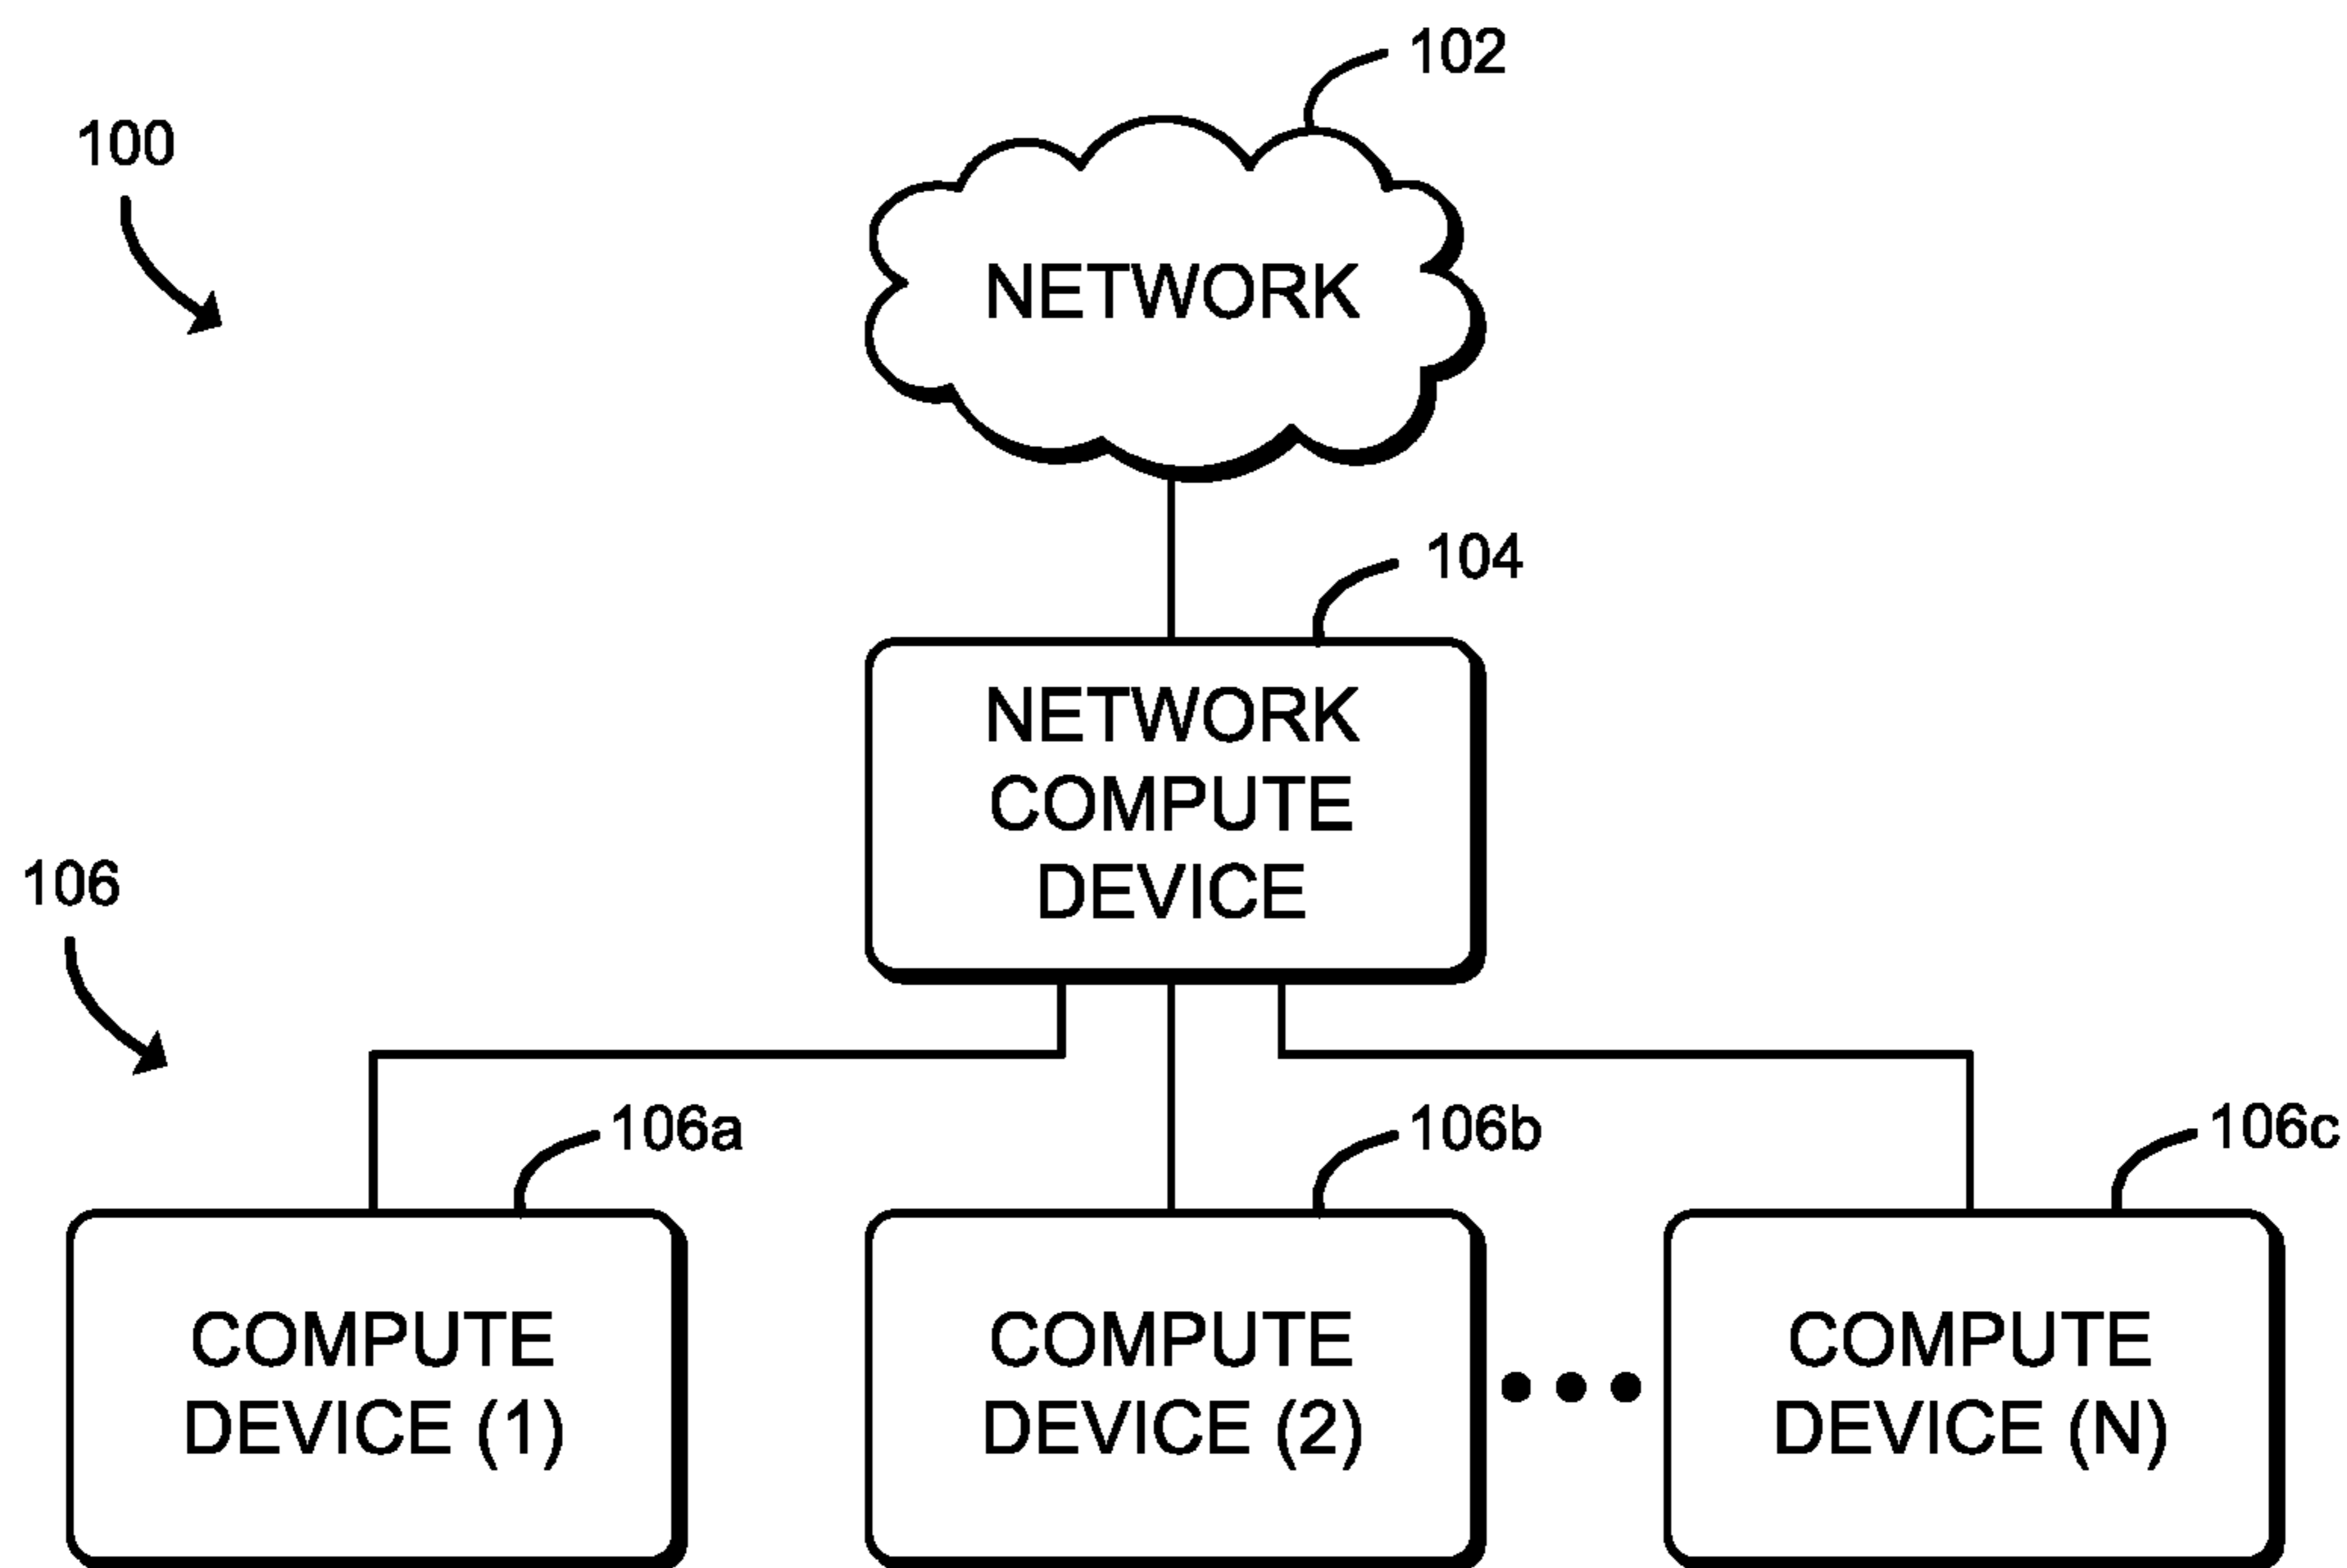 102
100
NETWORK
104
NETWORK
COMPUTE
DEVICE
106
106a
106b
106c
COMPUTE
DEVICE (1)
COMPUTE
DEVICE (2)
COMPUTE
DEVICE (N)